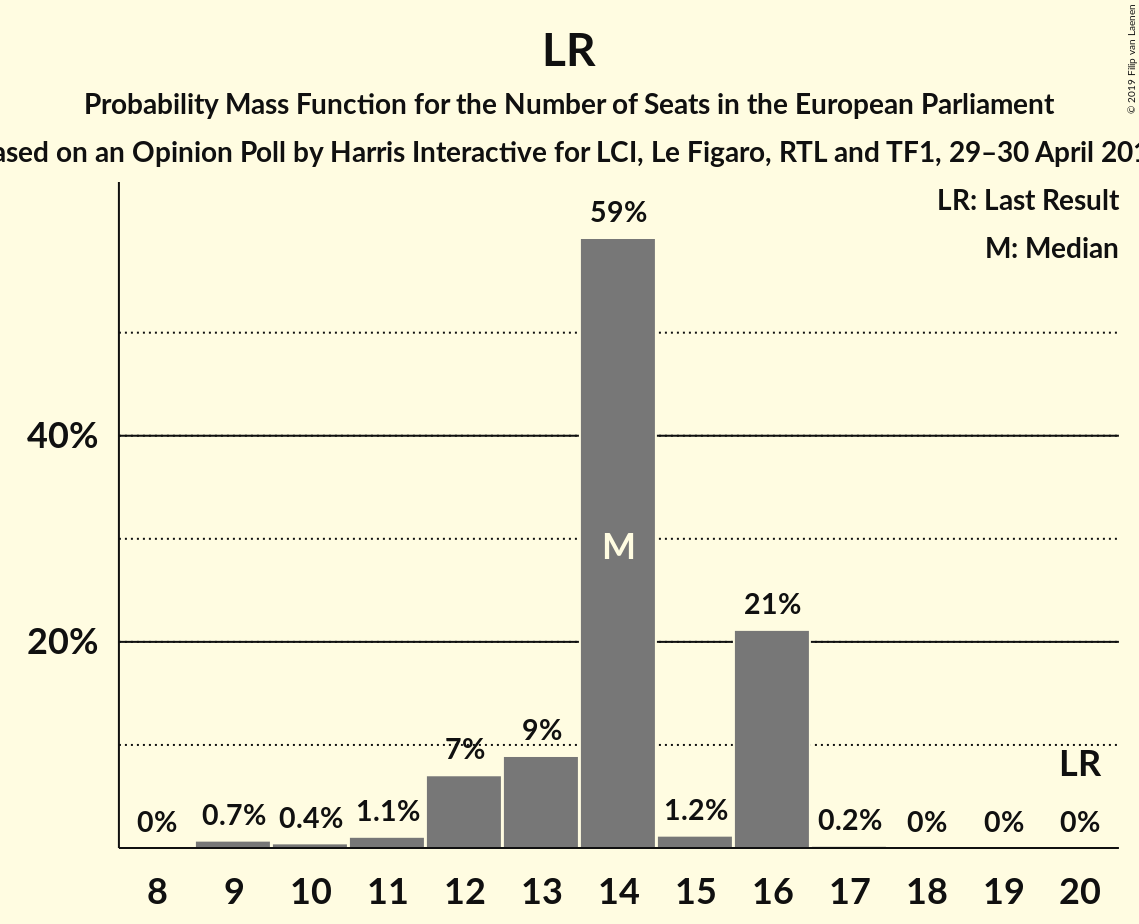 LR
Probability Mass Function for the Number of Seats in the European Parliament
on an Opinion Poll by Harris Interactive for LCI, Le Figaro, RTL and TF1, 29–30 April
© 2019 Filip van Laenen
LR: Last Result
M: Median
59%
40%
M
21%
20%
9%
7%
LR
0% 0.7% 0.4% 1.1% 1.2% 0.2% 0% 0% 0%
8 9 10 11 12 13 14 15 16 17 18 19 20